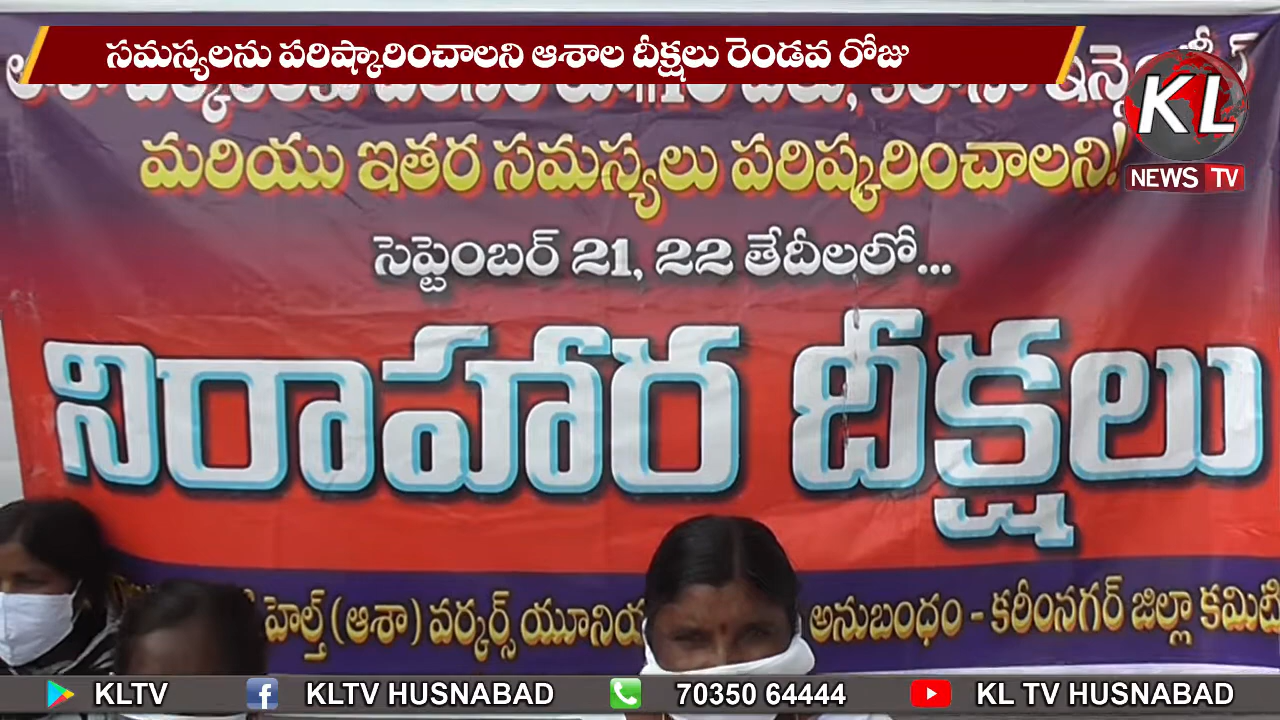 సమస్యలను పరిష్కారించాలని ఆశాల దీక్షలు రెండవ రోజు
KL
NEWS TV
మరియు ఇతర సమస్యలు పరిష్కరించాలని!
సెప్టెంబర్ 21, 22 తేదీలలో...
నిరాహార దీక్షలు
హెల్త్ (ఆశా) వర్కర్స్ అనుబంధం - కరీంనగర్ జిల్లా కమిటి
KLTV KLTV HUSNABAD 70350 64444 KL TV HUSNABAD